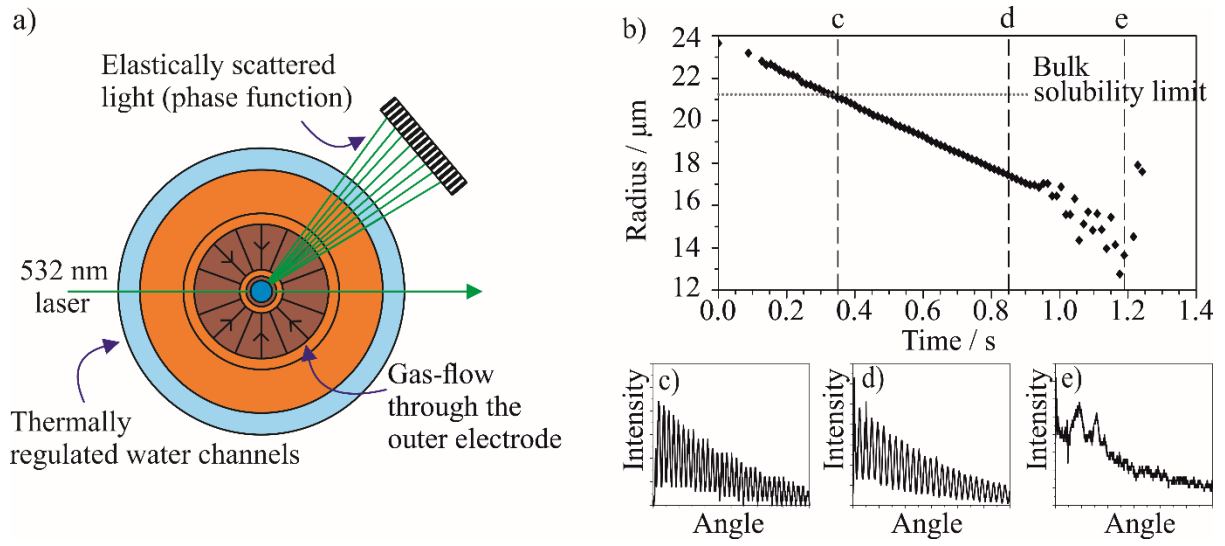 a)
Elastically scattered
light (phase function)
532 nm
laser
Thermally
regulated water channels
Gas-flow
through the
outer electrode
b)
c
d
e
24
22
20
18
16
14
12
Radius / μm
Bulk
solubility limit
0.0
0.2
0.4
0.6
0.8
1.0
1.2
1.4
Time / s
c)
Intensity
Angle
d)
Intensity
Angle
e)
Intensity
Angle